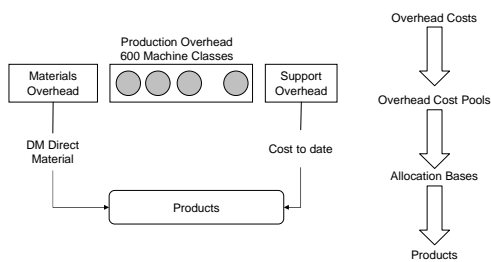 Overhead Costs
Production Overhead
600 Machine Classes
Materials
Overhead
Support
Overhead
Overhead Cost Pools
DM Direct
Material
Cost to date
Allocation Bases
Products
Products